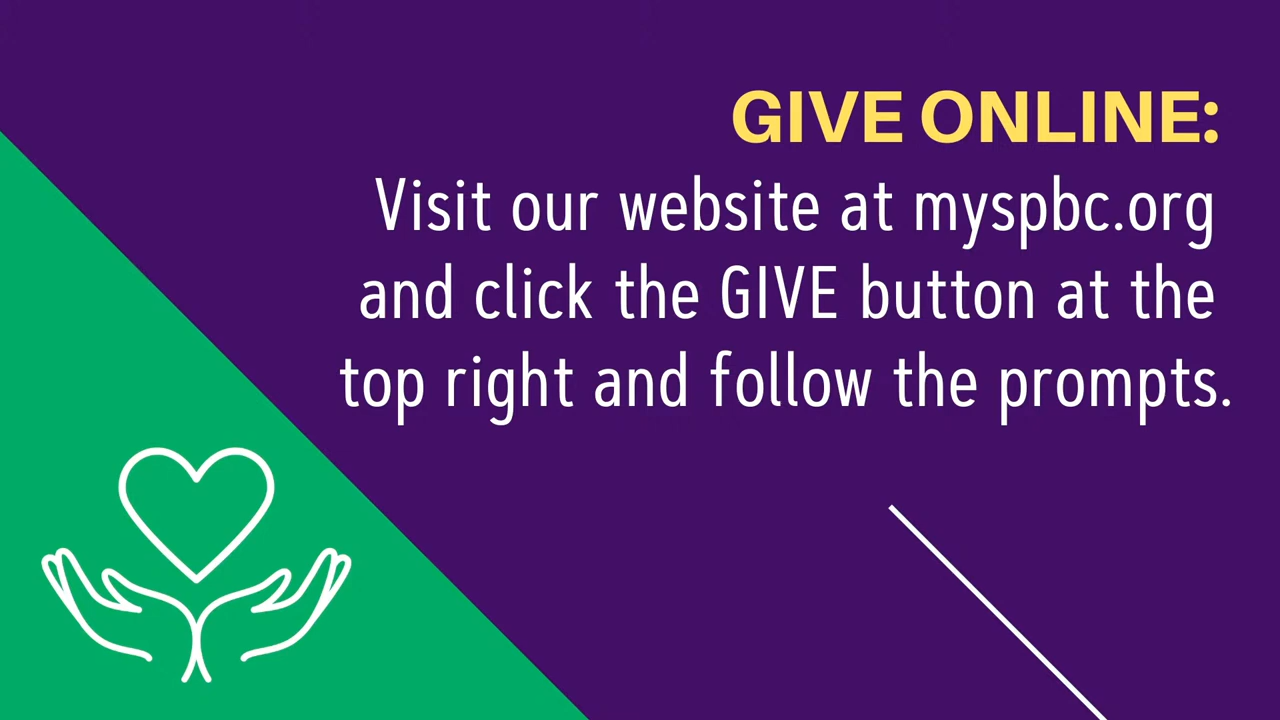 GIVE ONLINE:
Visit our website at myspbc.org
and click the GIVE button at the
top right and follow the prompts.